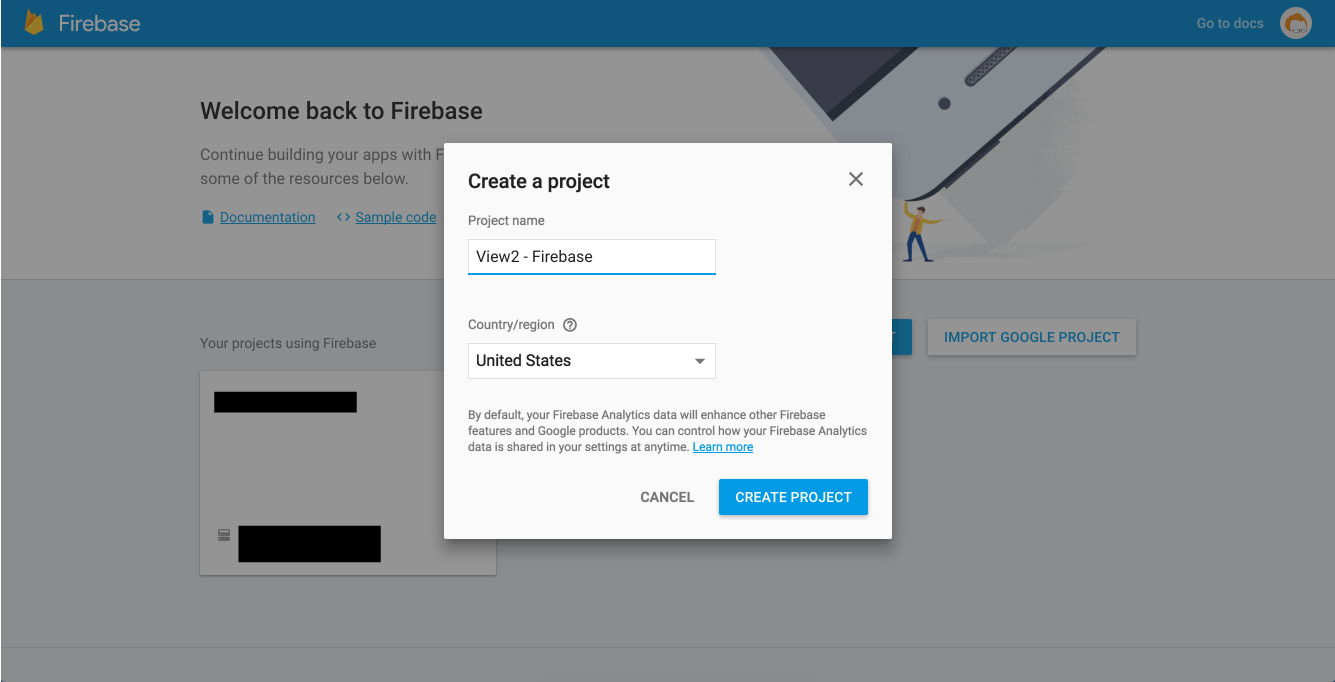 Firebase
Go to docs
Welcome back to Firebase
Continue building your apps with F
some of the resources below.
Documentation
Sample code
Create a project
Project name
View2 - Firebase
Country/region
United States
By default, your Firebase Analytics data will enhance other Firebase
features and Google products. You can control how your Firebase Analytics
data is shared in your settings at anytime. Learn more
CANCEL
CREATE PROJECT
Your projects using Firebase
IMPORT GOOGLE PROJECT